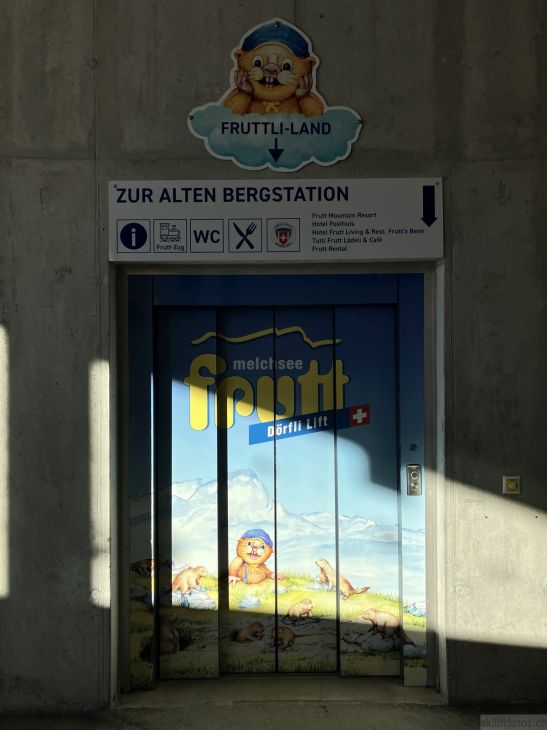 FRUTTLI-LAND
ZUR ALTEN BERGSTATION
i
Frutt-Zug
WC
Frutt Mountain Resort
Hotel Posthuis
Hotel Frutt Living & Rest. Frutt'o Bene
Tutti Frutt Lädeli & Café
Frutt Rental
melchsee
frutt
Dörfli Lift
skiliftfotos.ch